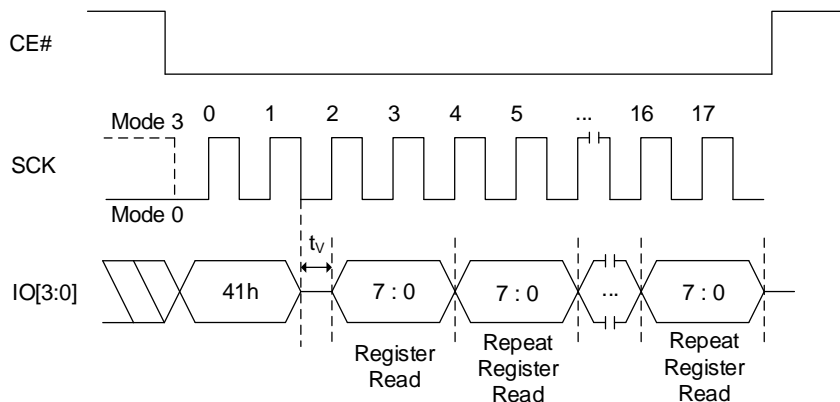 CE#
0 1 2 3 4 5 ... 16 17
Mode 3
SCK
Mode 0
tV
IO[3:0]
41h
7 : 0
7 : 0
...
7 : 0
Register
Read
Repeat
Register
Read
Repeat
Register
Read